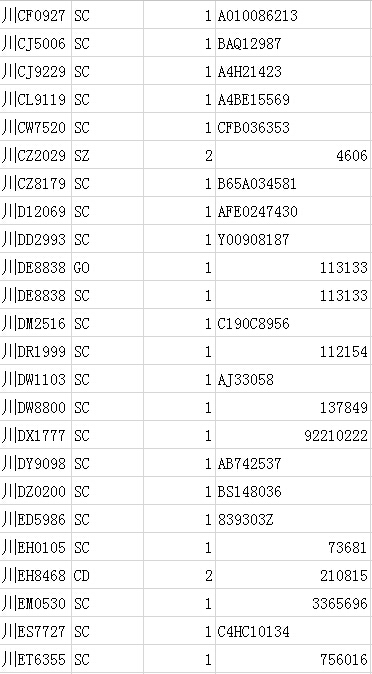 川CF0927 SC 1 A010086213
川CJ5006 SC 1 BAQ12987
川CJ9229 SC 1 A4H21423
川CL9119 SC 1 A4BE15569
川CW7520 SC 1 CFB036353
川CZ2029 SZ 2 4606
川CZ8179 SC 1 B65A034581
川D12069 SC 1 AFE0247430
川DD2993 SC 1 Y00908187
川DE8838 GO 1 113133
川DE8838 SC 1 113133
川DM2516 SC 1 C190C8956
川DR1999 SC 1 112154
川DW1103 SC 1 AJ33058
川DW8800 SC 1 137849
川DX1777 SC 1 92210222
川DY9098 SC 1 AB742537
川DZ0200 SC 1 BS148036
川ED5986 SC 1 839303Z
川EH0105 SC 1 73681
川EH8468 CD 2 210815
川EM0530 SC 1 3365696
川ES7727 SC 1 C4HC10134
川ET6355 SC 1 756016